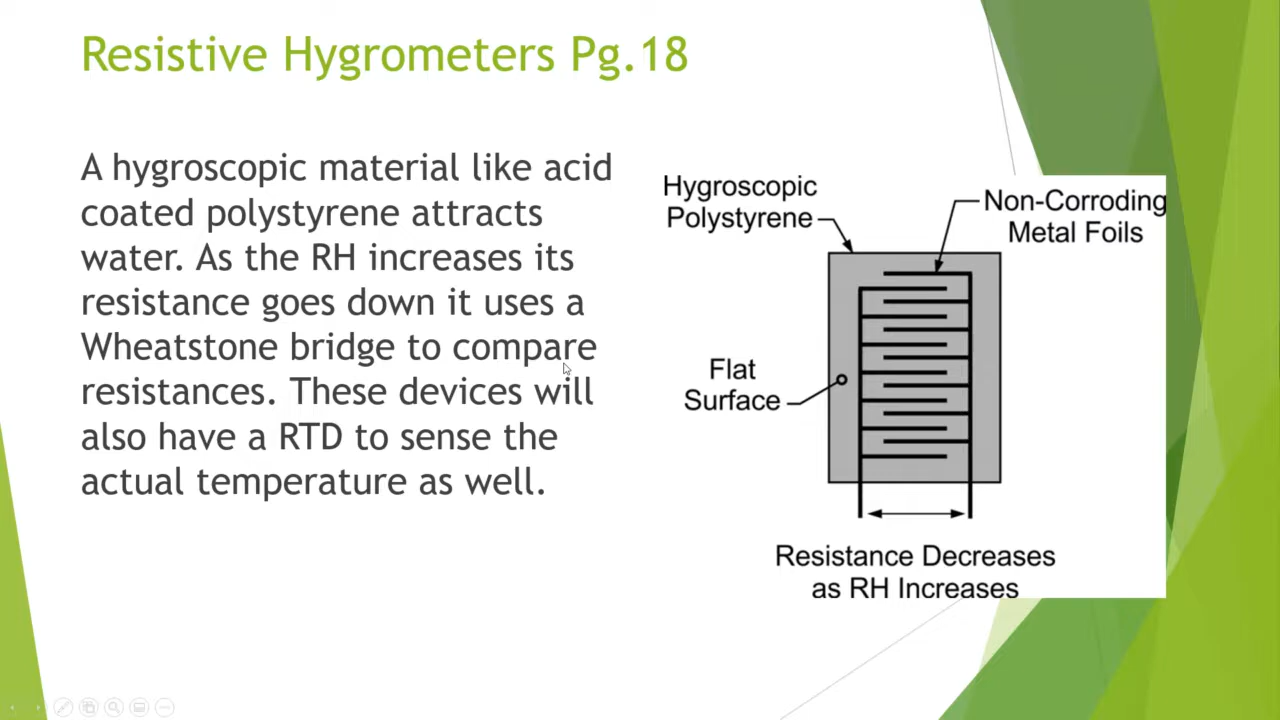 Resistive Hygrometers Pg.18
A hygroscopic material like acid
coated polystyrene attracts
water. As the RH increases its
resistance goes down it uses a
Wheatstone bridge to compare
resistances. These devices will
also have a RTD to sense the
actual temperature as well.
Hygroscopic
Polystyrene
Non-Corroding
Metal Foils
Flat
Surface
Resistance Decreases
as RH Increases